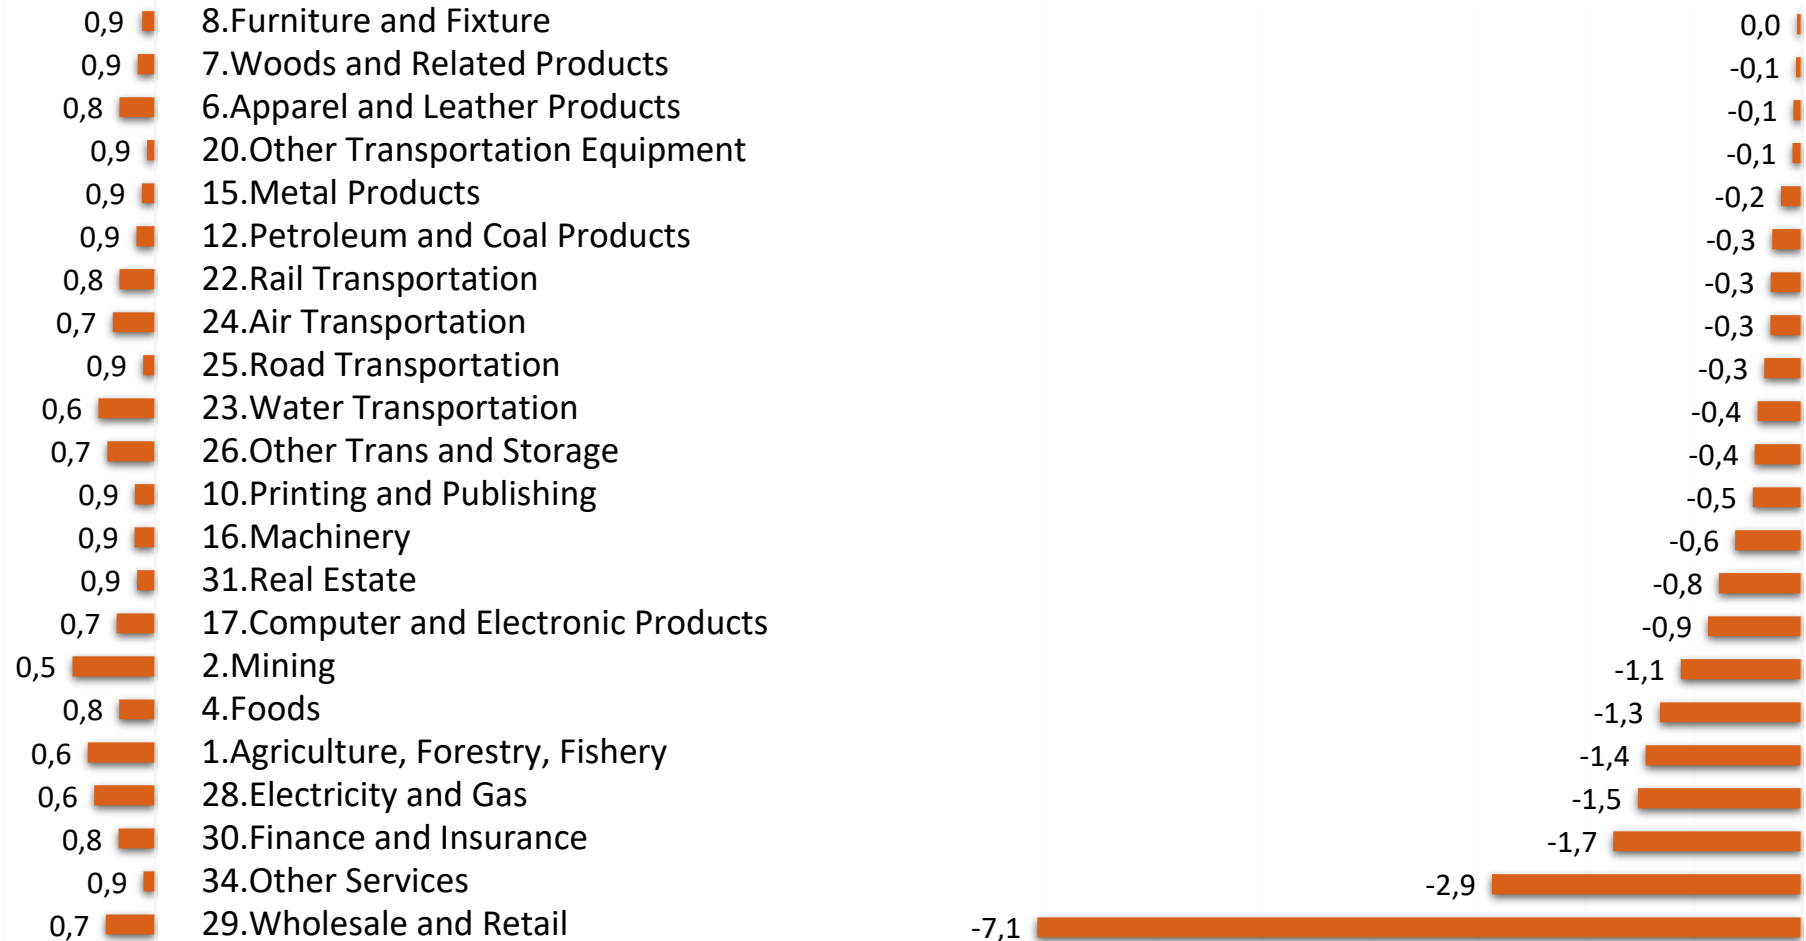 0,9 8.Furniture and Fixture 0,0
0,9 7.Woods and Related Products -0,1
0,8 6.Apparel and Leather Products -0,1
0,9 20.Other Transportation Equipment -0,1
0,9 15.Metal Products -0,2
0,9 12.Petroleum and Coal Products -0,3
0,8 22.Rail Transportation -0,3
0,7 24.Air Transportation -0,3
0,9 25.Road Transportation -0,3
0,6 23.Water Transportation -0,4
0,7 26.Other Trans and Storage -0,4
0,9 10.Printing and Publishing -0,5
0,9 16.Machinery -0,6
0,9 31.Real Estate -0,8
0,7 17.Computer and Electronic Products -0,9
0,5 2.Mining -1,1
0,8 4.Foods -1,3
0,6 1.Agriculture, Forestry, Fishery -1,4
0,6 28.Electricity and Gas -1,5
0,8 30.Finance and Insurance -1,7
0,9 34.Other Services -2,9
0,7 29.Wholesale and Retail -7,1